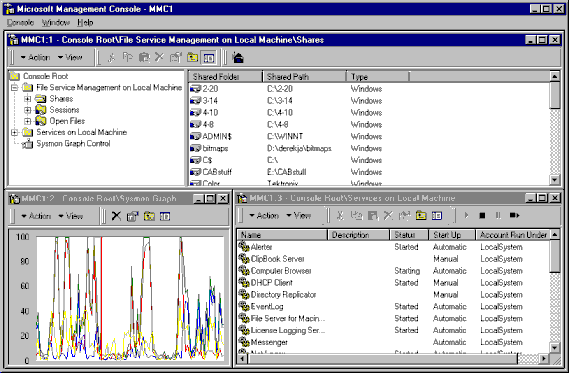 Microsoft Management Console - MMC1
Console Window Help
MMC1:1 - Console Root\File Service Management on Local Machine\Shares
Action View
Console Root
File Service Management on Local Machine
Shares
Sessions
Open Files
Services on Local Machine
Sysmon Graph Control
Shared Folder Shared Path Type
2-20 C:\2-20 Windows
3-14 C:\3-14 Windows
4-10 C:\4-10 Windows
4-8 C:\4-8 Windows
ADMIN$ C:\WINNT Windows
bitmaps D:\derekja\bitmaps Windows
C$ C:\ Windows
CABstuff E:\CABstuff Windows
Color Tektronix Windows
MMC1:2 - Console Root\Sysmon Graph
Action View
100
80
60
40
20
0
MMC1:3 - Console Root\Services on Local Machine
Action View
Name Description Status Start Up Account Run Under
Alerter Started Automatic LocalSystem
ClipBook Server Manual LocalSystem
Computer Browser Starting Automatic LocalSystem
DHCP Client Started Manual LocalSystem
Directory Replicator Manual LocalSystem
EventLog Started Automatic LocalSystem
File Server for Macin... Started Automatic LocalSystem
License Logging Ser... Started Automatic LocalSystem
Messenger Automatic LocalSystem